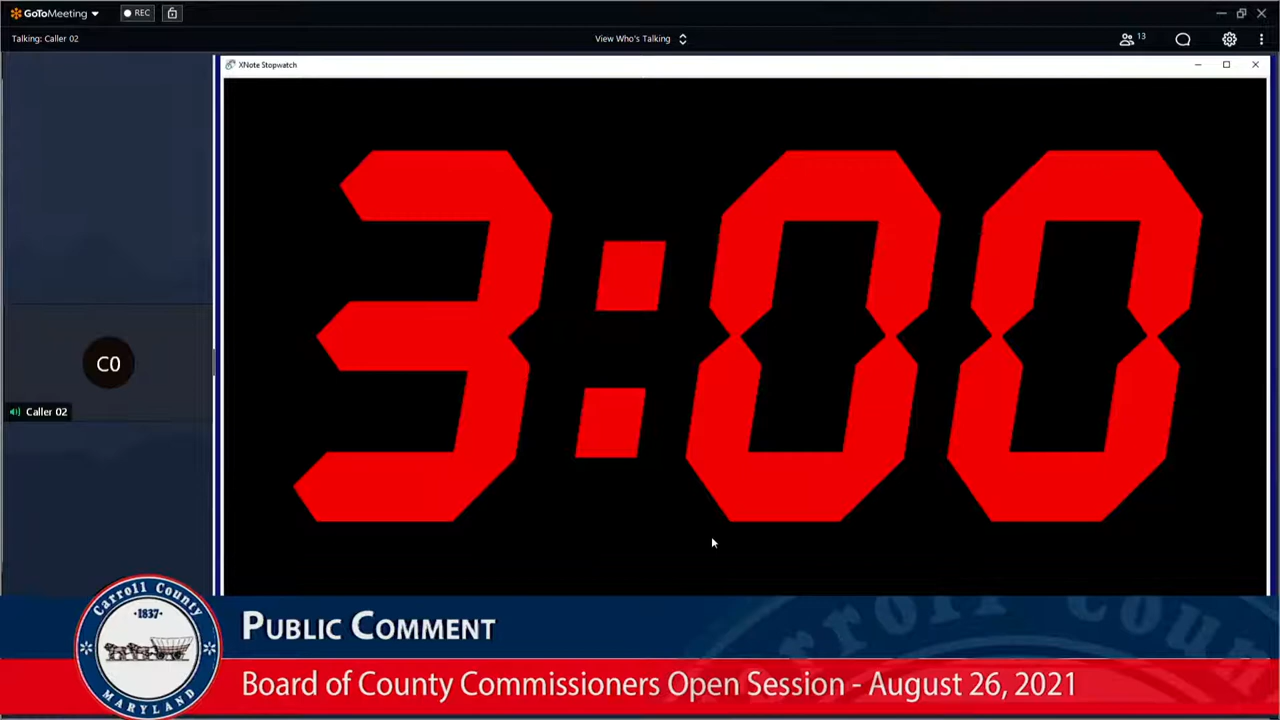 GoToMeeting
REC
Talking: Caller 02
View Who's Talking
13
XNote Stopwatch
3:00
C0
Caller 02
Carroll County
·1837·
MARYLAND
PUBLIC COMMENT
Board of County Commissioners Open Session - August 26, 2021